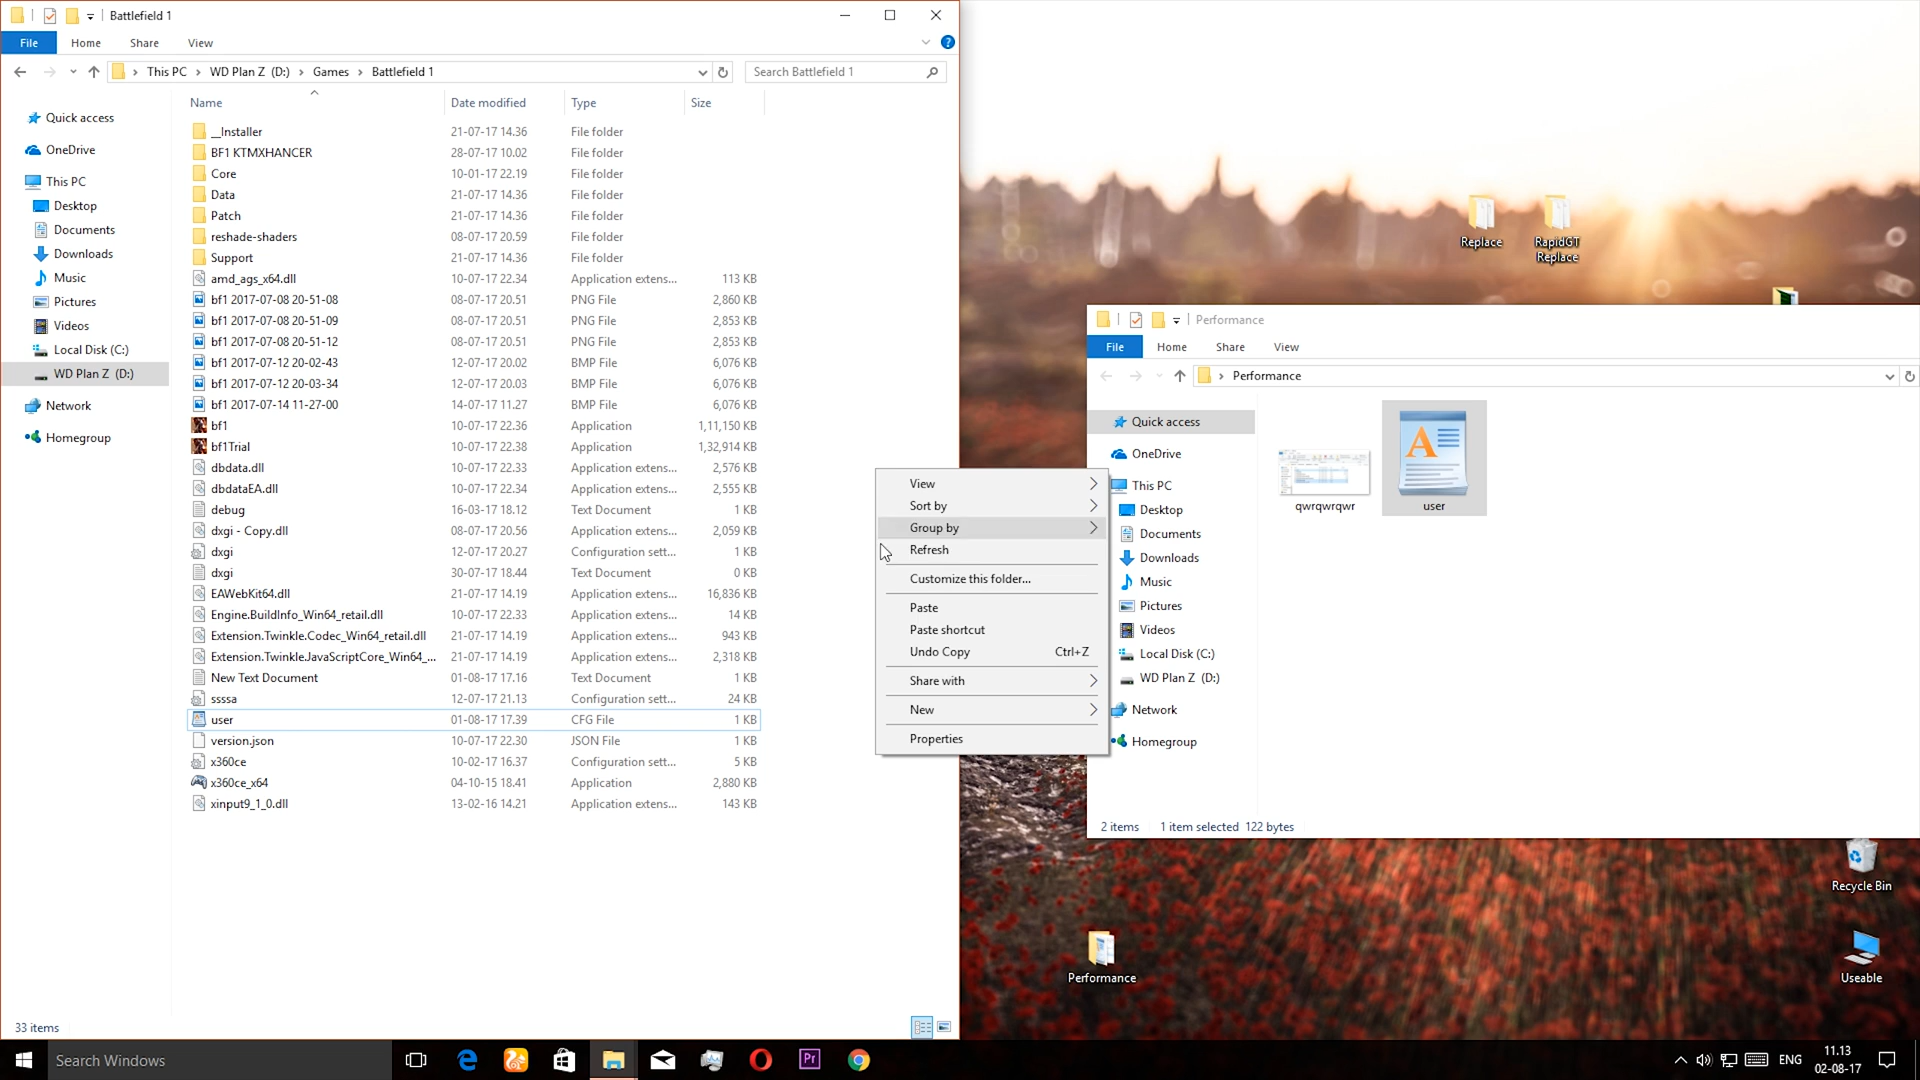 Battlefield 1
File Home Share View
This PC WD Plan Z (D:) Games Battlefield 1
Search Battlefield 1
Name Date modified Type Size
Quick access
OneDrive
This PC
Desktop
Documents
Downloads
Music
Pictures
Videos
Local Disk (C:)
WD Plan Z (D:)
Network
Homegroup
__Installer 21-07-17 14.36 File folder
BF1 KTMXHANCER 28-07-17 10.02 File folder
Core 10-01-17 22.19 File folder
Data 21-07-17 14.36 File folder
Patch 21-07-17 14.36 File folder
reshade-shaders 08-07-17 20.59 File folder
Support 21-07-17 14.36 File folder
amd_ags_x64.dll 10-07-17 22.34 Application extens... 113 KB
bf1 2017-07-08 20-51-08 08-07-17 20.51 PNG File 2,860 KB
bf1 2017-07-08 20-51-09 08-07-17 20.51 PNG File 2,853 KB
bf1 2017-07-08 20-51-12 08-07-17 20.51 PNG File 2,853 KB
bf1 2017-07-12 20-02-43 12-07-17 20.02 BMP File 6,076 KB
bf1 2017-07-12 20-03-34 12-07-17 20.03 BMP File 6,076 KB
bf1 2017-07-14 11-27-00 14-07-17 11.27 BMP File 6,076 KB
bf1 10-07-17 22.36 Application 1,11,150 KB
bf1Trial 10-07-17 22.38 Application 1,32,914 KB
dbdata.dll 10-07-17 22.33 Application extens... 2,576 KB
dbdataEA.dll 10-07-17 22.34 Application extens... 2,555 KB
debug 16-03-17 18.12 Text Document 1 KB
dxgi - Copy.dll 08-07-17 20.56 Application extens... 2,059 KB
dxgi 12-07-17 20.27 Configuration sett... 1 KB
dxgi 30-07-17 18.44 Text Document 0 KB
EAWebKit64.dll 21-07-17 14.19 Application extens... 16,836 KB
Engine.BuildInfo_Win64_retail.dll 10-07-17 22.33 Application extens... 14 KB
Extension.Twinkle.Codec_Win64_retail.dll 21-07-17 14.19 Application extens... 943 KB
Extension.Twinkle.JavaScriptCore_Win64_... 21-07-17 14.19 Application extens... 2,318 KB
New Text Document 01-08-17 17.16 Text Document 1 KB
ssssa 12-07-17 21.13 Configuration sett... 24 KB
user 01-08-17 17.39 CFG File 1 KB
version.json 10-07-17 22.30 JSON File 1 KB
x360ce 10-02-17 16.37 Configuration sett... 5 KB
x360ce_x64 04-10-15 18.41 Application 2,880 KB
xinput9_1_0.dll 13-02-16 14.21 Application extens... 143 KB
33 items
View
Sort by
Group by
Refresh
Customize this folder...
Paste
Paste shortcut
Undo Copy Ctrl+Z
Share with
New
Properties
Replace
RapidGT
Replace
Performance
File Home Share View
Performance
Quick access
OneDrive
This PC
Desktop
Documents
Downloads
Music
Pictures
Videos
Local Disk (C:)
WD Plan Z (D:)
Network
Homegroup
qwrqwrqwr
user
2 items 1 item selected 122 bytes
Recycle Bin
Performance
Useable
Search Windows
Pr
ENG
11.13
02-08-17